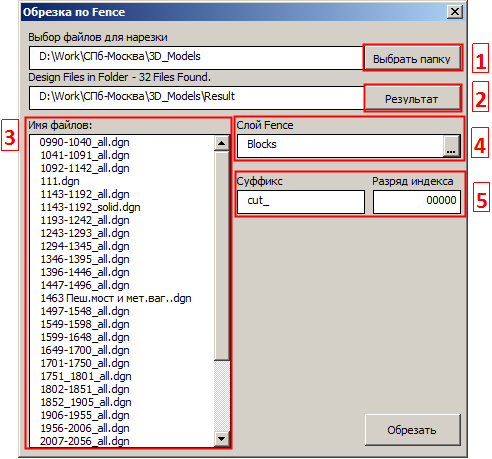 Обрезка по Fence
Выбор файлов для нарезки
D:\Work\СПб-Москва\3D_Models
Выбрать папку
1
Design Files in Folder - 32 Files Found.
D:\Work\СПб-Москва\3D_Models\Result
Результат
2
3
Имя файлов:
0990-1040_all.dgn
1041-1091_all.dgn
1092-1142_all.dgn
111.dgn
1143-1192_all.dgn
1143-1192_solid.dgn
1193-1242_all.dgn
1243-1293_all.dgn
1294-1345_all.dgn
1346-1395_all.dgn
1396-1446_all.dgn
1447-1496_all.dgn
1463 Пеш.мост и мет.ваг..dgn
1497-1548_all.dgn
1549-1598_all.dgn
1599-1648_all.dgn
1649-1700_all.dgn
1701-1750_all.dgn
1751_1801_all.dgn
1802-1851_all.dgn
1852_1905_all.dgn
1906-1955_all.dgn
1956-2006_all.dgn
2007-2056_all.dgn
Слой Fence
Blocks
...
4
Суффикс
Разряд индекса
cut_
00000
5
Обрезать